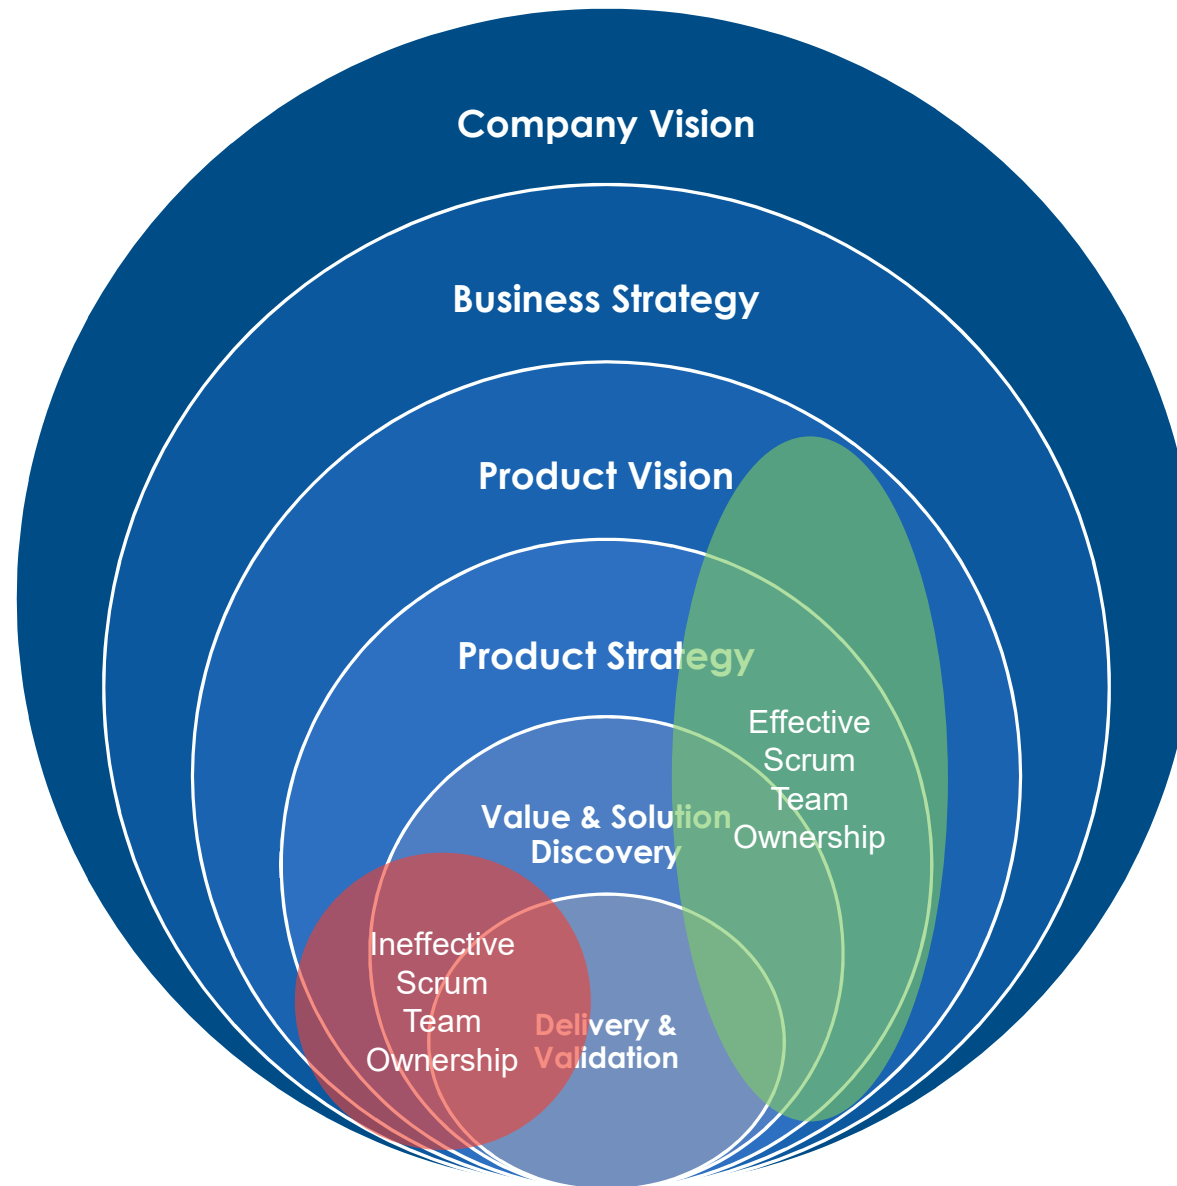 Company Vision
Business Strategy
Product Vision
Product Strategy
Effective
Scrum
Team
Ownership
Value & Solution
Discovery
Ineffective
Scrum
Team
Ownership
Delivery &
Validation